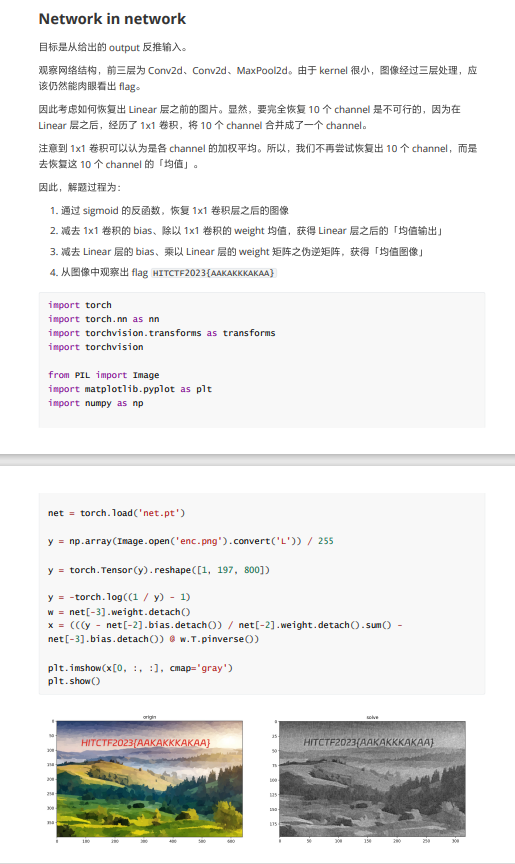 Network in network
目标是从给出的 output 反推输入。
观察网络结构，前三层为 Conv2d、Conv2d、MaxPool2d。由于 kernel 很小，图像经过三层处理，应
该仍然能肉眼看出 flag。
因此考虑如何恢复出 Linear 层之前的图片。显然，要完全恢复 10 个 channel 是不可行的，因为在
Linear 层之后，经历了 1x1 卷积，将 10 个 channel 合并成了一个 channel。
注意到 1x1 卷积可以认为是各 channel 的加权平均。所以，我们不再尝试恢复出 10 个 channel，而是
去恢复这 10 个 channel 的「均值」。
因此，解题过程为：
1. 通过 sigmoid 的反函数，恢复 1x1 卷积层之后的图像
2. 减去 1x1 卷积的 bias、除以 1x1 卷积的 weight 均值，获得 Linear 层之后的「均值输出」
3. 减去 Linear 层的 bias、乘以 Linear 层的 weight 矩阵之伪逆矩阵，获得「均值图像」
4. 从图像中观察出 flag HITCTF2023{AAKAKKKAKAA}
import torch
import torch.nn as nn
import torchvision.transforms as transforms
import torchvision
from PIL import Image
import matplotlib.pyplot as plt
import numpy as np
net = torch.load('net.pt')
y = np.array(Image.open('enc.png').convert('L')) / 255
y = torch.Tensor(y).reshape([1, 197, 800])
y = -torch.log((1 / y) - 1)
w = net[-3].weight.detach()
x = (((y - net[-2].bias.detach()) / net[-2].weight.detach().sum() -
net[-3].bias.detach()) @ w.T.pinverse())
plt.imshow(x[0, :, :], cmap='gray')
plt.show()
origin
HITCTF2023{AAKAKKKAKAA}
0
50
100
150
200
250
300
350
0 100 200 300 400 500 600
solve
HITCTF2023{AAKAKKKAKAA}
0
25
50
75
100
125
150
175
0 50 100 150 200 250 300